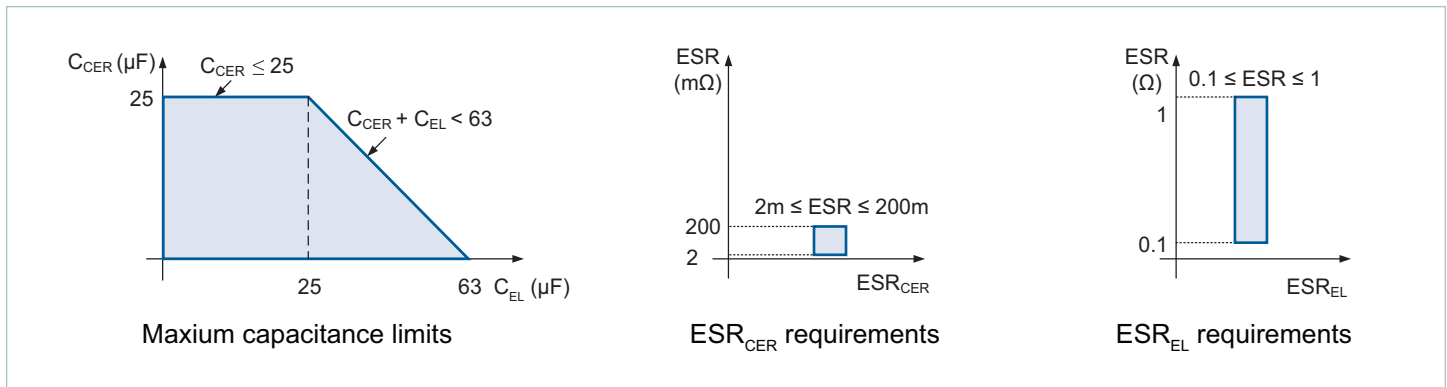 C_CER (µF)
C_CER ≤ 25
25
C_CER + C_EL < 63
25
63
C_EL (µF)
Maxium capacitance limits
ESR
(mΩ)
2m ≤ ESR ≤ 200m
200
2
ESR_CER
ESR_CER requirements
ESR
(Ω)
0.1 ≤ ESR ≤ 1
1
0.1
ESR_EL
ESR_EL requirements